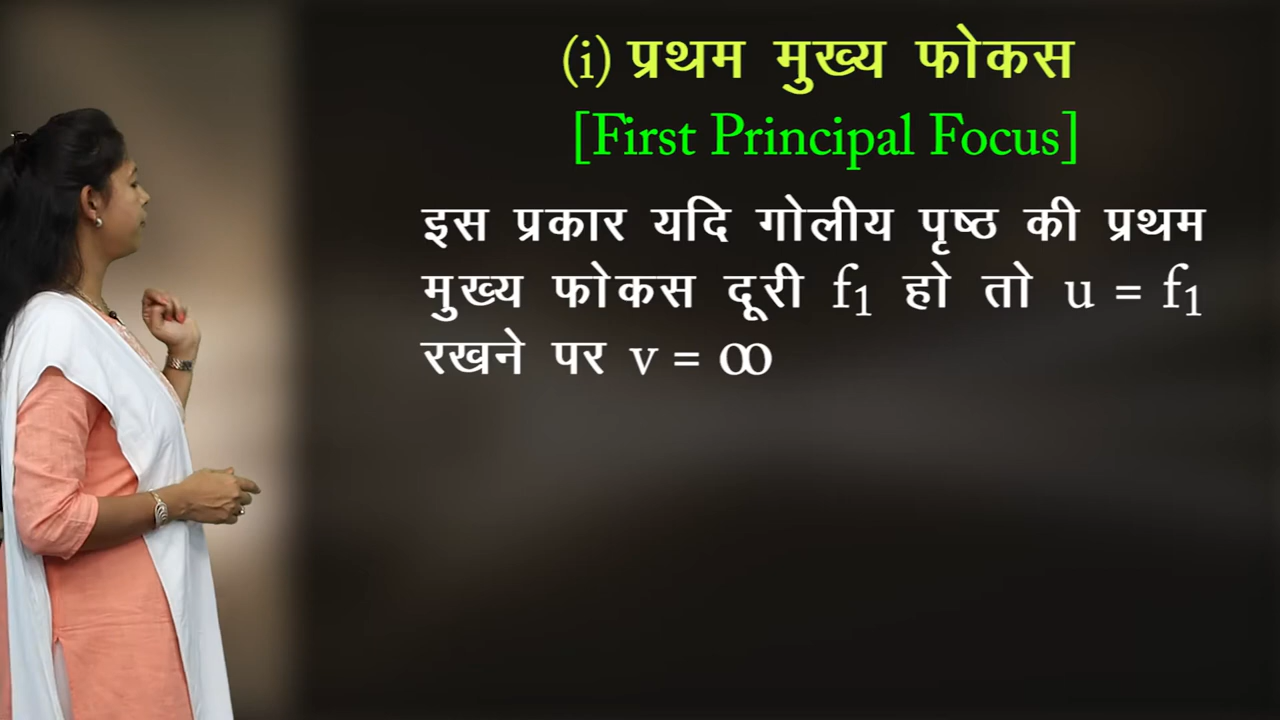 (i) प्रथम मुख्य फोकस
[First Principal Focus]
इस प्रकार यदि गोलीय पृष्ठ की प्रथम
मुख्य फोकस दूरी f₁ हो तो u = f₁
रखने पर v = ∞